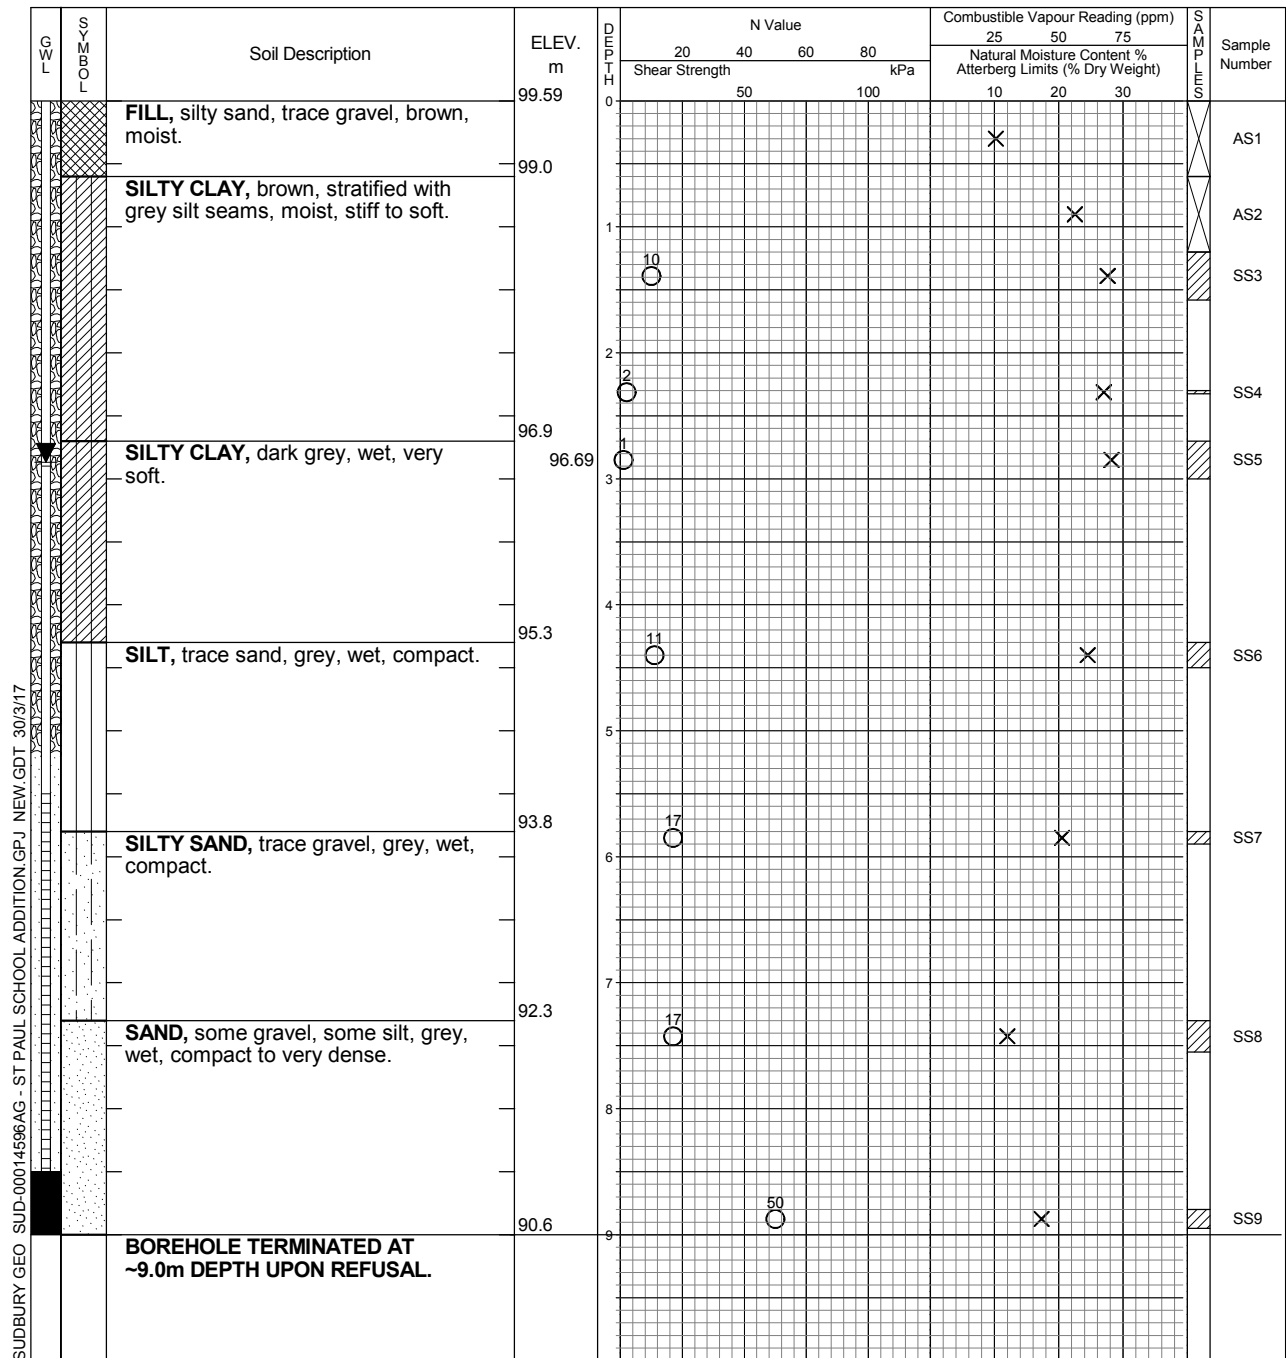 GWL
SYMBOL
Soil Description
ELEV.
m
DEPTH
N Value
20 40 60 80
Shear Strength kPa
50 100
Combustible Vapour Reading (ppm)
25 50 75
Natural Moisture Content %
Atterberg Limits (% Dry Weight)
10 20 30
SAMPLES
Sample
Number
99.59
0
FILL, silty sand, trace gravel, brown,
moist.
AS1
99.0
SILTY CLAY, brown, stratified with
grey silt seams, moist, stiff to soft.
AS2
1
10
SS3
2
2
SS4
96.9
SILTY CLAY, dark grey, wet, very
soft.
96.69
1
SS5
3
4
95.3
SILT, trace sand, grey, wet, compact.
11
SS6
5
93.8
SILTY SAND, trace gravel, grey, wet,
compact.
17
SS7
6
7
92.3
SAND, some gravel, some silt, grey,
wet, compact to very dense.
17
SS8
8
50
SS9
90.6
9
BOREHOLE TERMINATED AT
~9.0m DEPTH UPON REFUSAL.
SUDBURY GEO SUD-00014596AG - ST PAUL SCHOOL ADDITION.GPJ NEW.GDT 30/3/17